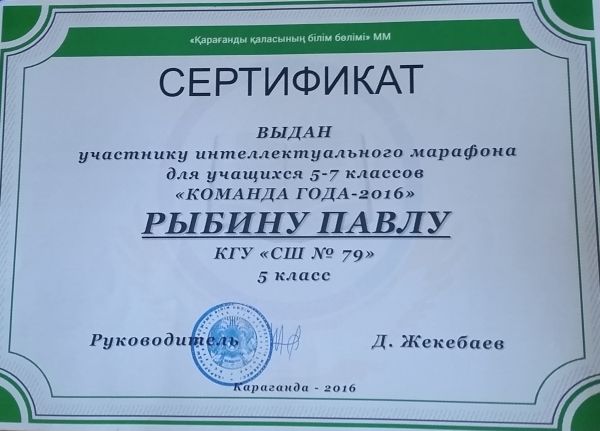 «Қарағанды қаласының білім бөлімі» ММ
СЕРТИФИКАТ
ВЫДАН
участнику интеллектуального марафона
для учащихся 5-7 классов
«КОМАНДА ГОДА-2016»
РЫБИНУ ПАВЛУ
КГУ «СШ № 79»
5 класс
Руководитель Д. Жекебаев
Караганда - 2016